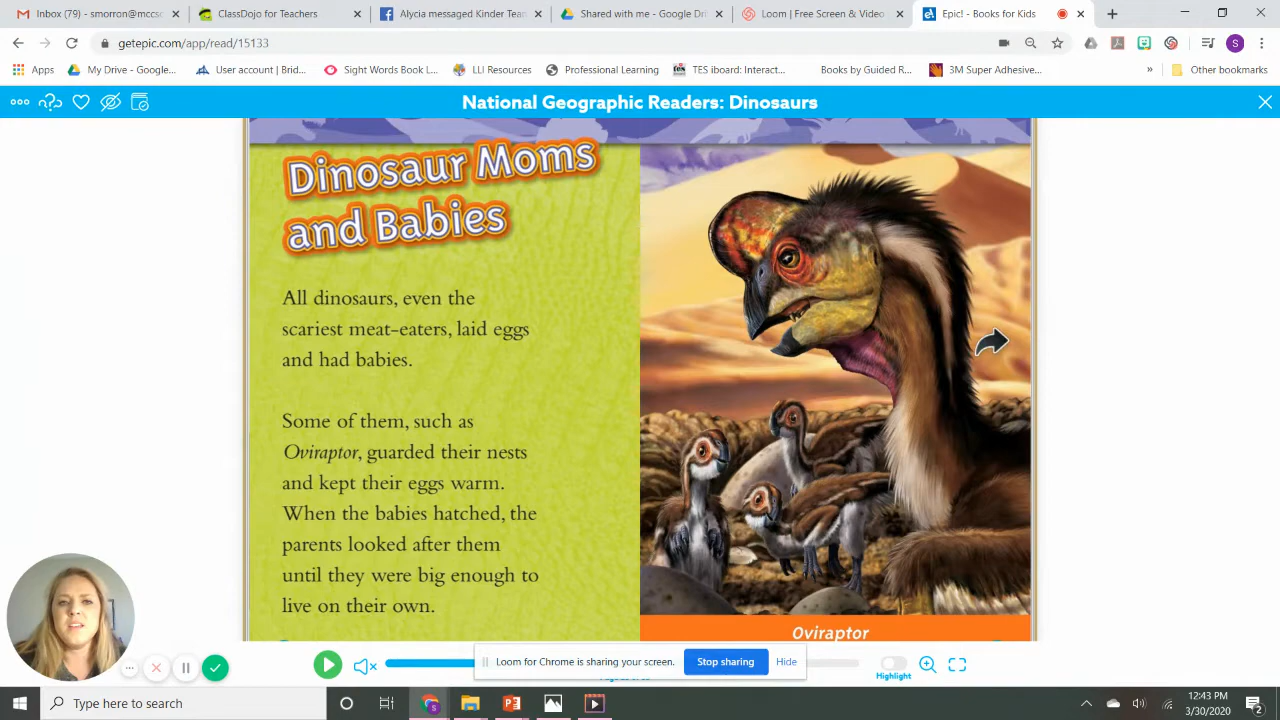 Inbox (19) - smorron@mccsc
ClassDojo for Teachers
Alycia messaged Kinder Team
Shared with me - Google Dri
Loom | Free Screen & Video
Epic! - Books for Kids
getepic.com/app/read/15133
Apps
My Drive - Google...
User account | Brid...
Sight Words Book L...
LLI Resources
Professional Learning
TES iboard: Interact...
Books by Guided R...
3M Super Adhesive...
»
Other bookmarks
National Geographic Readers: Dinosaurs
Dinosaur Moms
and Babies
All dinosaurs, even the
scariest meat-eaters, laid eggs
and had babies.
Some of them, such as
Oviraptor, guarded their nests
and kept their eggs warm.
When the babies hatched, the
parents looked after them
until they were big enough to
live on their own.
Oviraptor
Loom for Chrome is sharing your screen.
Stop sharing
Hide
Highlight
Type here to search
12:43 PM
3/30/2020
2